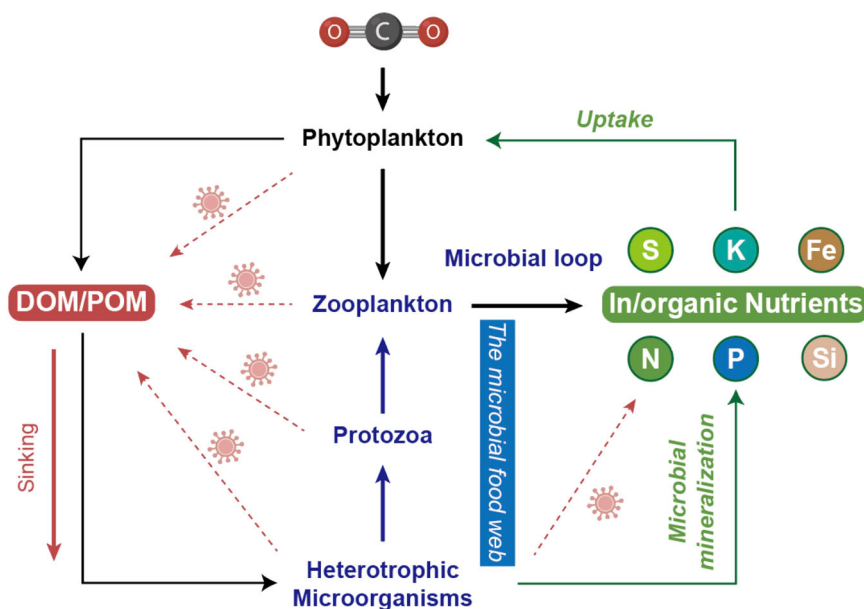 O C O
Phytoplankton
Uptake
Microbial loop
S K Fe
DOM/POM
Zooplankton
In/organic Nutrients
N P Si
The microbial food web
Protozoa
Sinking
Microbial
mineralization
Heterotrophic
Microorganisms